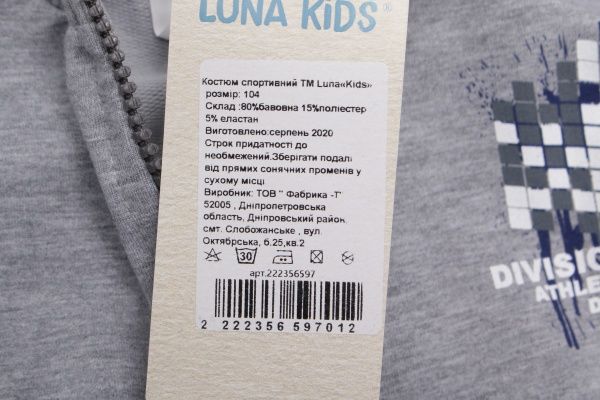 LUNA KiDS®
Костюм спортивний ТМ Luna«Kids»
розмір: 104
Склад :80%бавовна 15%поліестер
5% еластан
Виготовлено:серпень 2020
Строк придатності до
необмежений.Зберігати подалі
від прямих сонячних променів у
сухому місці
Виробник: ТОВ " Фабрика -Т"
52005 , Дніпропетровська
область, Дніпровський район,
смт. Слобожанське , вул.
Октябрська, б.25,кв.2
30
арт.222356597
2 222356 597012
DIVISIO
ATHLE
D